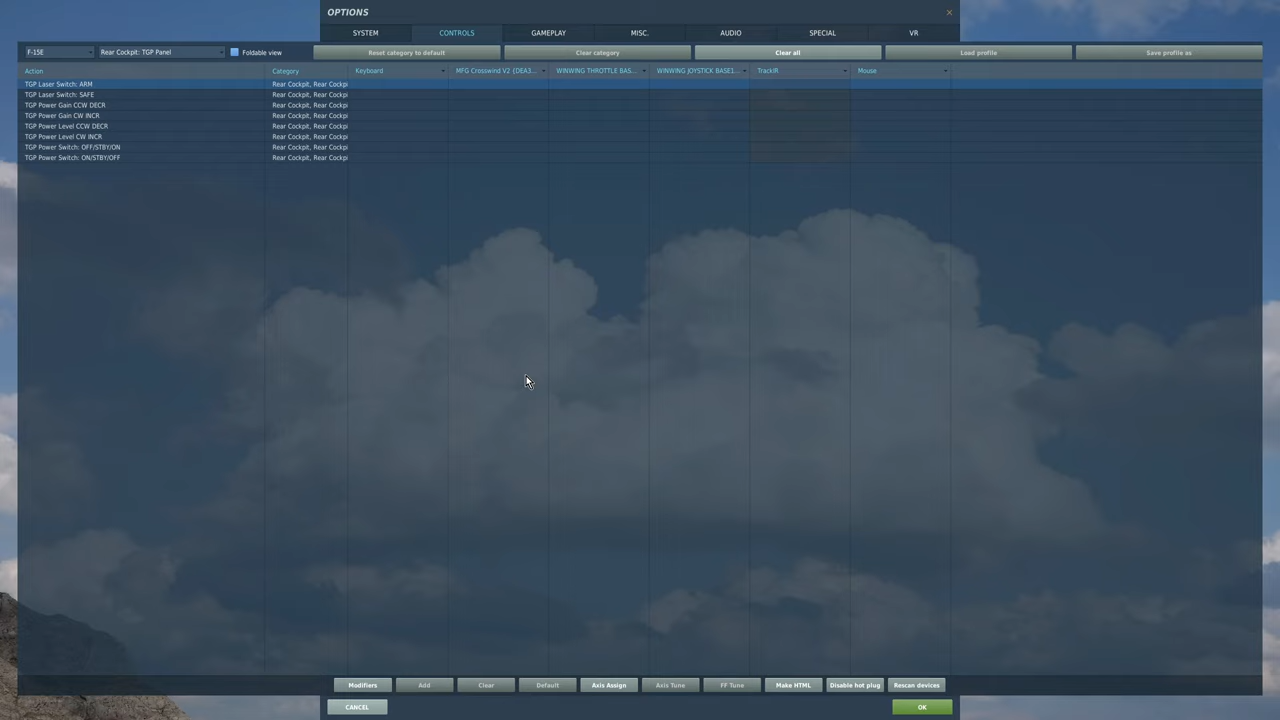 OPTIONS
SYSTEM CONTROLS GAMEPLAY MISC. AUDIO SPECIAL VR
F-15E Rear Cockpit: TGP Panel Foldable view Reset category to default Clear category Clear all Load profile Save profile as
Action Category Keyboard MFG Crosswind V2 {DEA3... WINWING THROTTLE BAS... WINWING JOYSTICK BASE1... TrackIR Mouse
TGP Laser Switch: ARM Rear Cockpit, Rear Cockpi
TGP Laser Switch: SAFE Rear Cockpit, Rear Cockpi
TGP Power Gain CCW DECR Rear Cockpit, Rear Cockpi
TGP Power Gain CW INCR Rear Cockpit, Rear Cockpi
TGP Power Level CCW DECR Rear Cockpit, Rear Cockpi
TGP Power Level CW INCR Rear Cockpit, Rear Cockpi
TGP Power Switch: OFF/STBY/ON Rear Cockpit, Rear Cockpi
TGP Power Switch: ON/STBY/OFF Rear Cockpit, Rear Cockpi
Modifiers Add Clear Default Axis Assign Axis Tune FF Tune Make HTML Disable hot plug Rescan devices
CANCEL OK